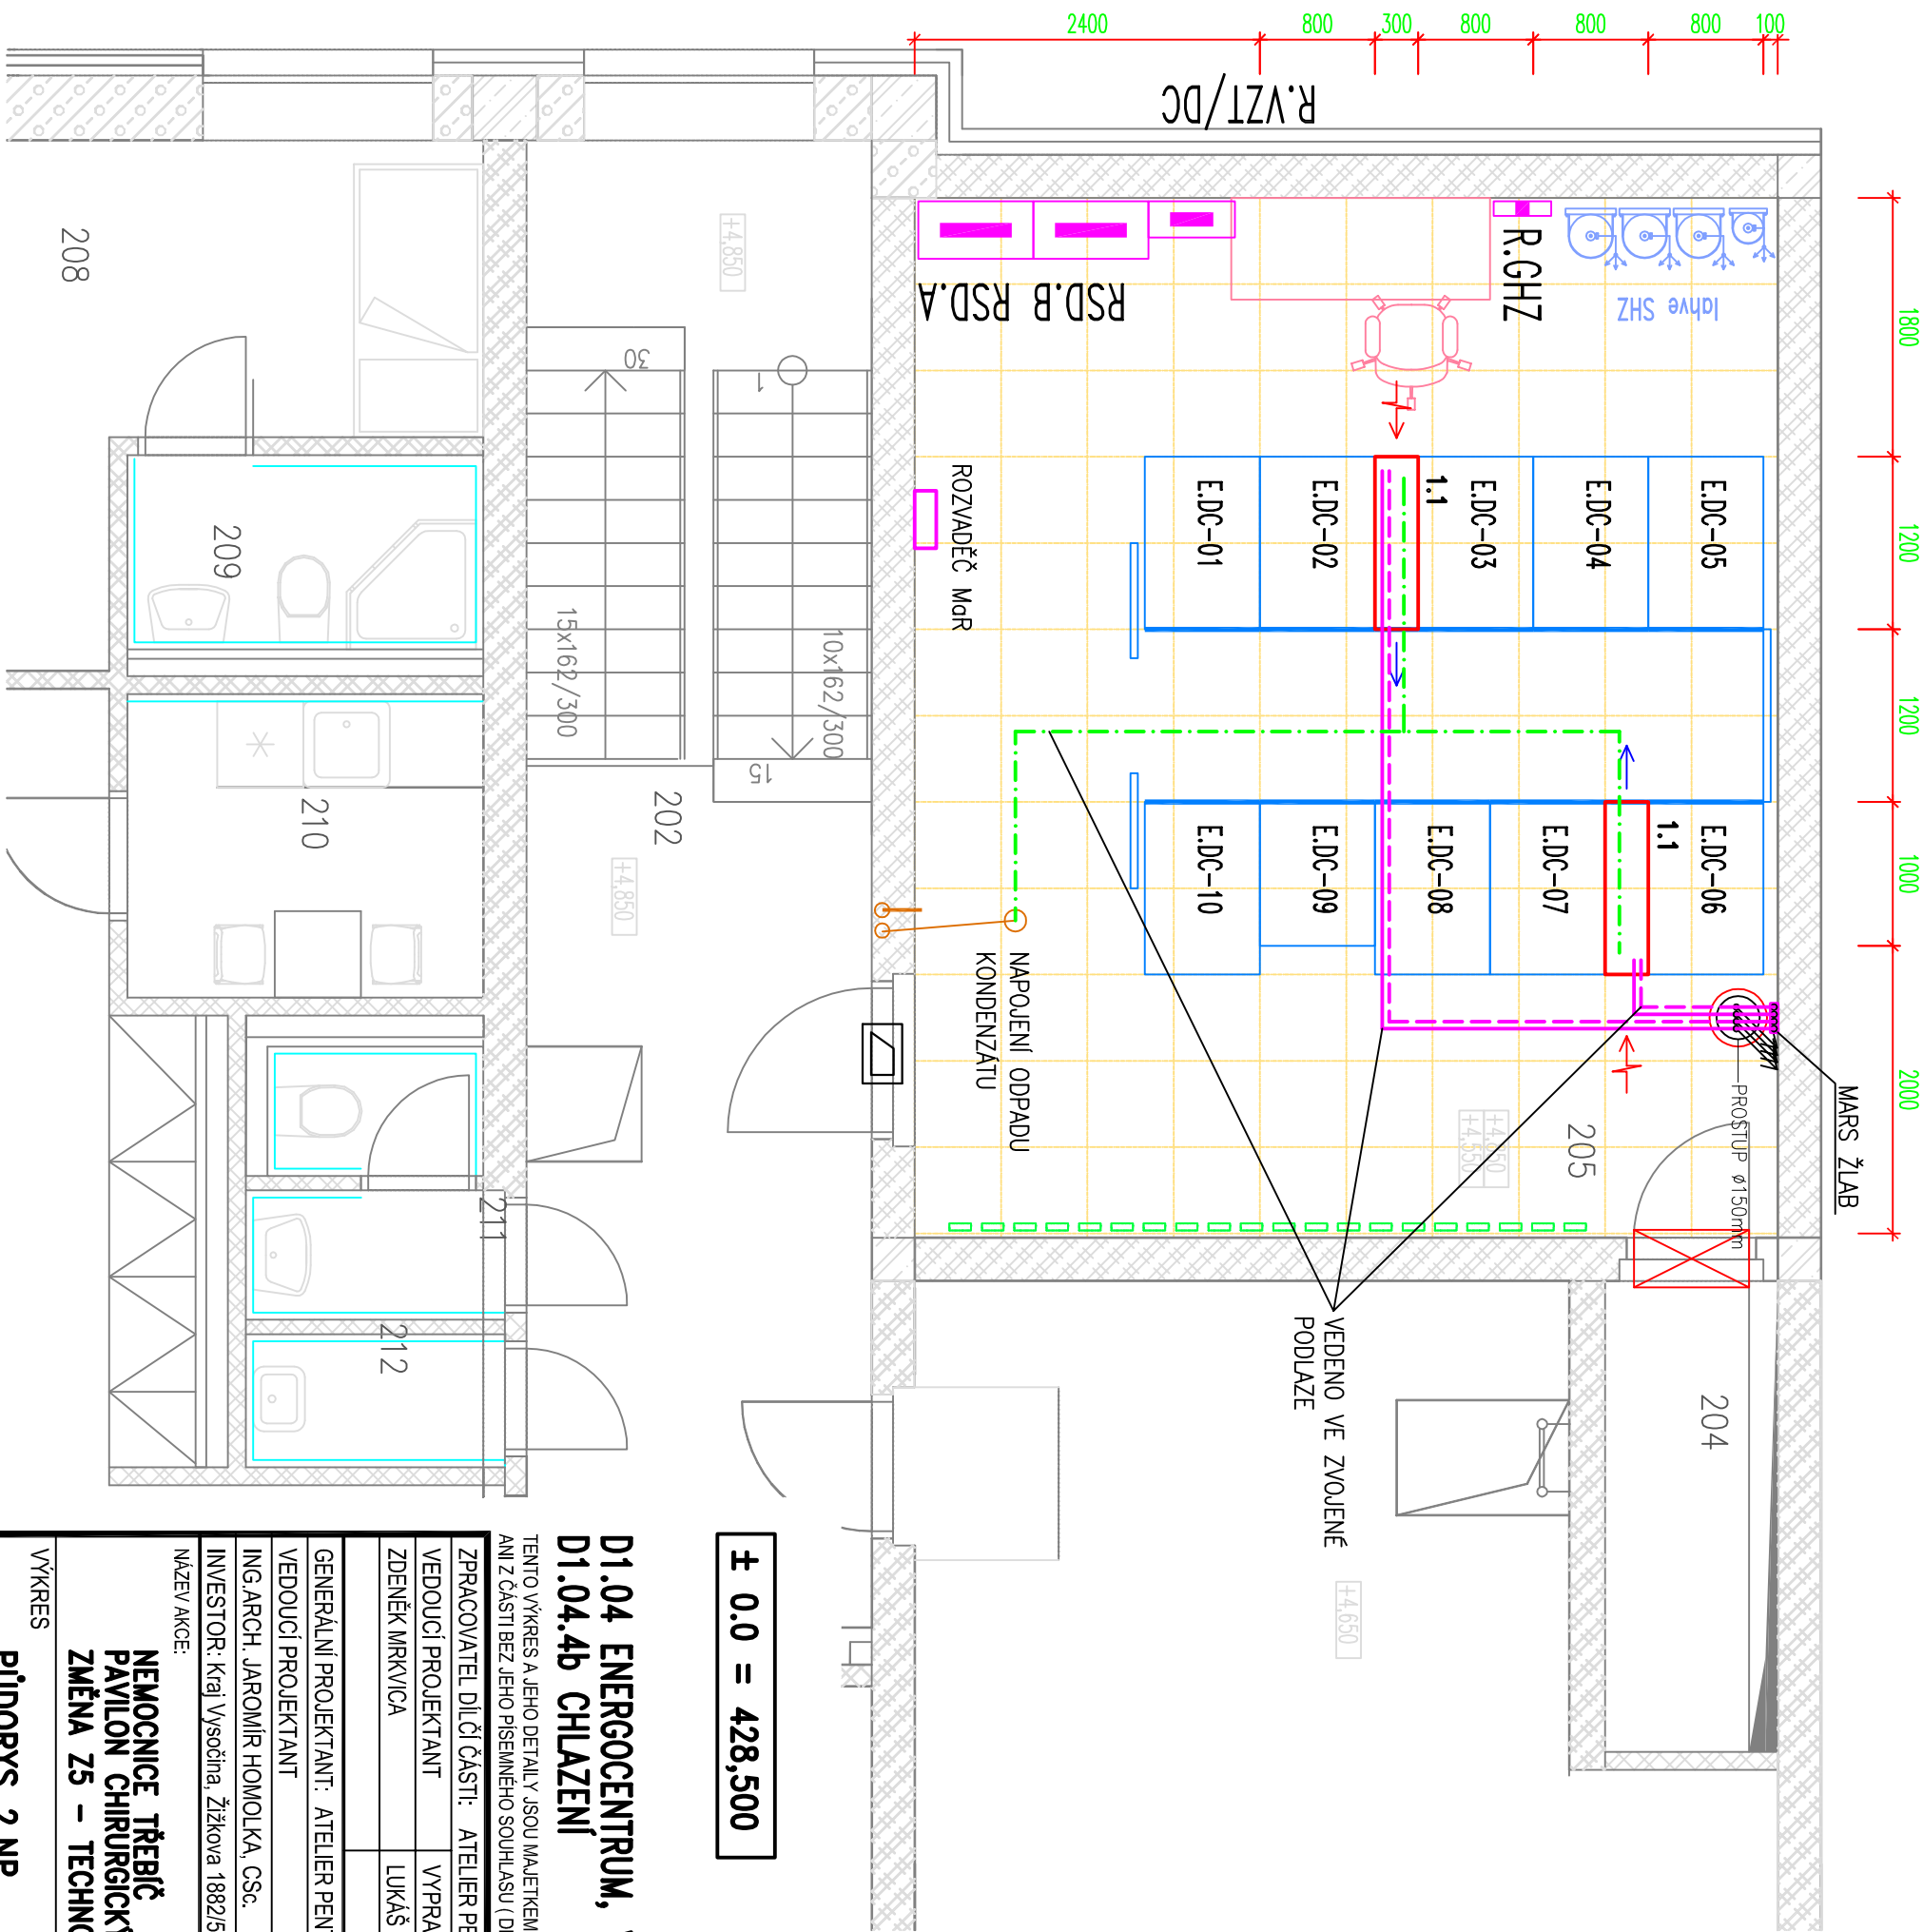 2400
800
300
800
800
800
100
R.VZT/DC
1800
1200
1200
1000
2000
RSD.A
RSD.B
R.GHZ
lahve SHZ
ROZVADĚČ MaR
E.DC-01
E.DC-02
1.1
E.DC-03
E.DC-04
E.DC-05
E.DC-10
E.DC-09
E.DC-08
E.DC-07
1.1
E.DC-06
NAPOJENÍ ODPADU
KONDENZÁTU
MARS ŽLAB
PROSTUP ø150mm
205
204
VEDENO VE ZVOJENÉ
PODLAZE
+4,650
208
+4,850
30
1
15x162/300
10x162/300
15
209
210
202
+4,850
211
212
± 0.0 = 428,500
D1.04 ENERGOCENTRUM,
D1.04.4b CHLAZENÍ
TENTO VÝKRES A JEHO DETAILY JSOU MAJETKEM
ANI Z ČÁSTI BEZ JEHO PÍSEMNÉHO SOUHLASU
ZPRACOVATEL DÍLČÍ ČÁSTI: ATELIER
VEDOUCÍ PROJEKTANT
ZDENĚK MRKVICA
LUKÁŠ
GENERÁLNÍ PROJEKTANT: ATELIER
VEDOUCÍ PROJEKTANT
ING.ARCH. JAROMÍR HOMOLKA, CSc.
INVESTOR: Kraj Vysočina, Žižkova 1882/5
NÁZEV AKCE:
NEMOCNICE TŘEBÍČ
PAVILON CHIRURGICKÝ
ZMĚNA Z5 -
VÝKRES
PŮDORYS 2.NP